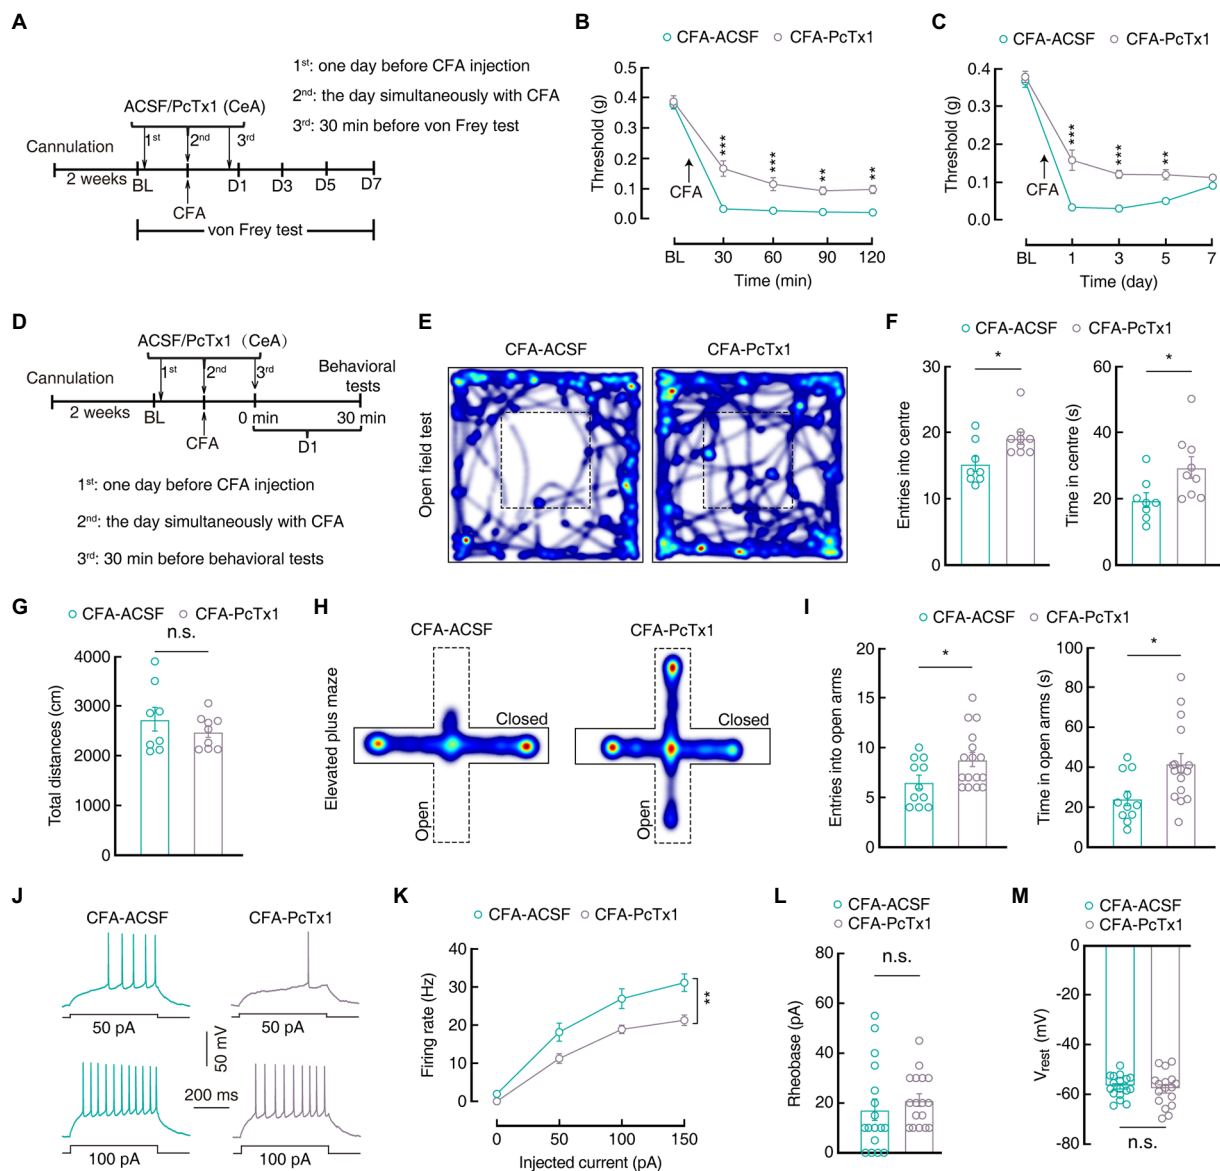 A
1st: one day before CFA injection
2nd: the day simultaneously with CFA
3rd: 30 min before von Frey test
ACSF/PcTx1 (CeA)
1st 2nd 3rd
Cannulation
2 weeks BL D1 D3 D5 D7
CFA
von Frey test
B
CFA-ACSF CFA-PcTx1
Threshold (g)
0.5
0.4
0.3
0.2
0.1
0.0
*** *** ** **
CFA
BL 30 60 90 120
Time (min)
C
CFA-ACSF CFA-PcTx1
Threshold (g)
0.4
0.3
0.2
0.1
0.0
*** *** **
CFA
BL 1 3 5 7
Time (day)
D
ACSF/PcTx1 (CeA)
Behavioral
tests
1st 2nd 3rd
Cannulation
2 weeks BL 0 min 30 min
CFA D1
1st: one day before CFA injection
2nd: the day simultaneously with CFA
3rd: 30 min before behavioral tests
E
CFA-ACSF CFA-PcTx1
Open field test
F
CFA-ACSF CFA-PcTx1
Entries into centre
30
20
10
0
*
Time in centre (s)
60
40
20
0
*
G
CFA-ACSF CFA-PcTx1
n.s.
Total distances (cm)
4000
3000
2000
1000
0
H
CFA-ACSF CFA-PcTx1
Elevated plus maze
Closed Closed
Open Open
I
CFA-ACSF CFA-PcTx1
Entries into open arms
20
15
10
5
0
*
Time in open arms (s)
100
80
60
40
20
0
*
J
CFA-ACSF CFA-PcTx1
50 pA 50 pA
50 mV
200 ms
100 pA 100 pA
K
CFA-ACSF CFA-PcTx1
Firing rate (Hz)
40
30
20
10
0
**
0 50 100 150
Injected current (pA)
L
CFA-ACSF
CFA-PcTx1
n.s.
Rheobase (pA)
80
60
40
20
0
M
CFA-ACSF
CFA-PcTx1
Vrest (mV)
0
-20
-40
-60
-80
n.s.